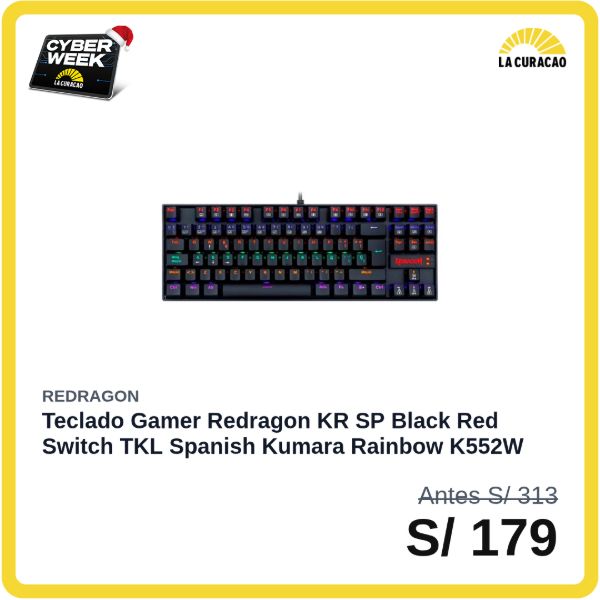 CYBER
WEEK
LA CURACAO
LA CURACAO
REDRAGON
Teclado Gamer Redragon KR SP Black Red
Switch TKL Spanish Kumara Rainbow K552W
Antes S/ 313
S/ 179